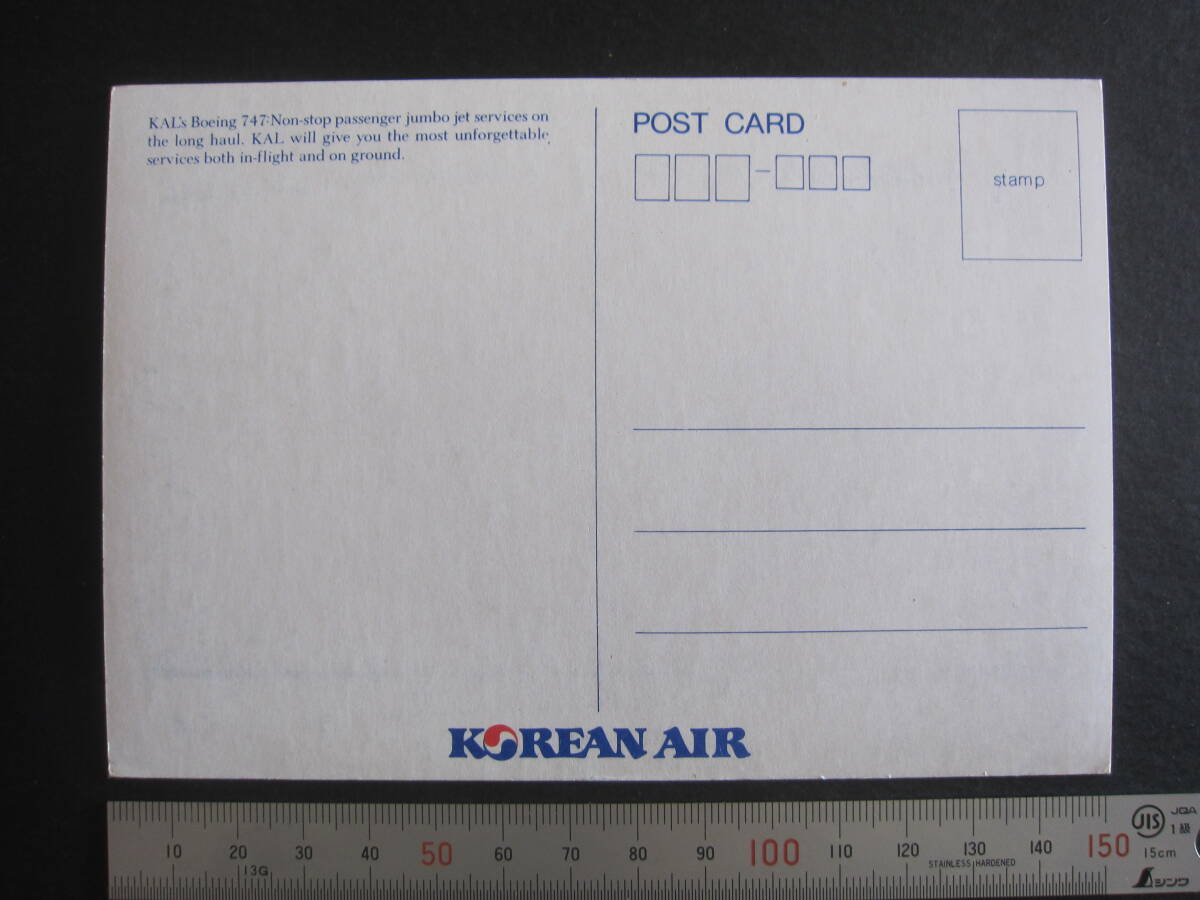 KAL's Boeing 747:Non-stop passenger jumbo jet services on
the long haul. KAL will give you the most unforgettable
services both in-flight and on ground.
POST CARD
stamp
KOREAN AIR
10 20 30 40 50 60 70 80 90 100 110 120 130 140 150
13G
STAINLESS HARDENED
15cm
JIS
JQA
1級
シンワ